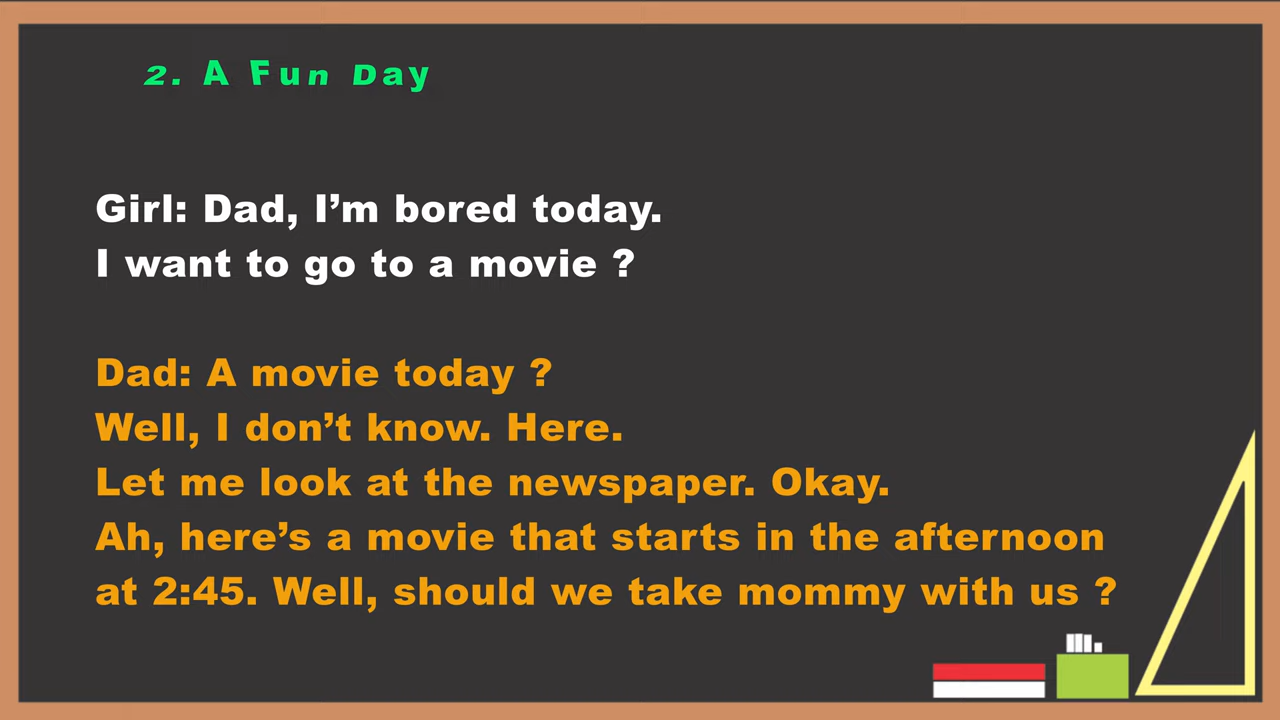 2. A Fun Day
Girl: Dad, I’m bored today.
I want to go to a movie ?
Dad: A movie today ?
Well, I don’t know. Here.
Let me look at the newspaper. Okay.
Ah, here’s a movie that starts in the afternoon
at 2:45. Well, should we take mommy with us ?